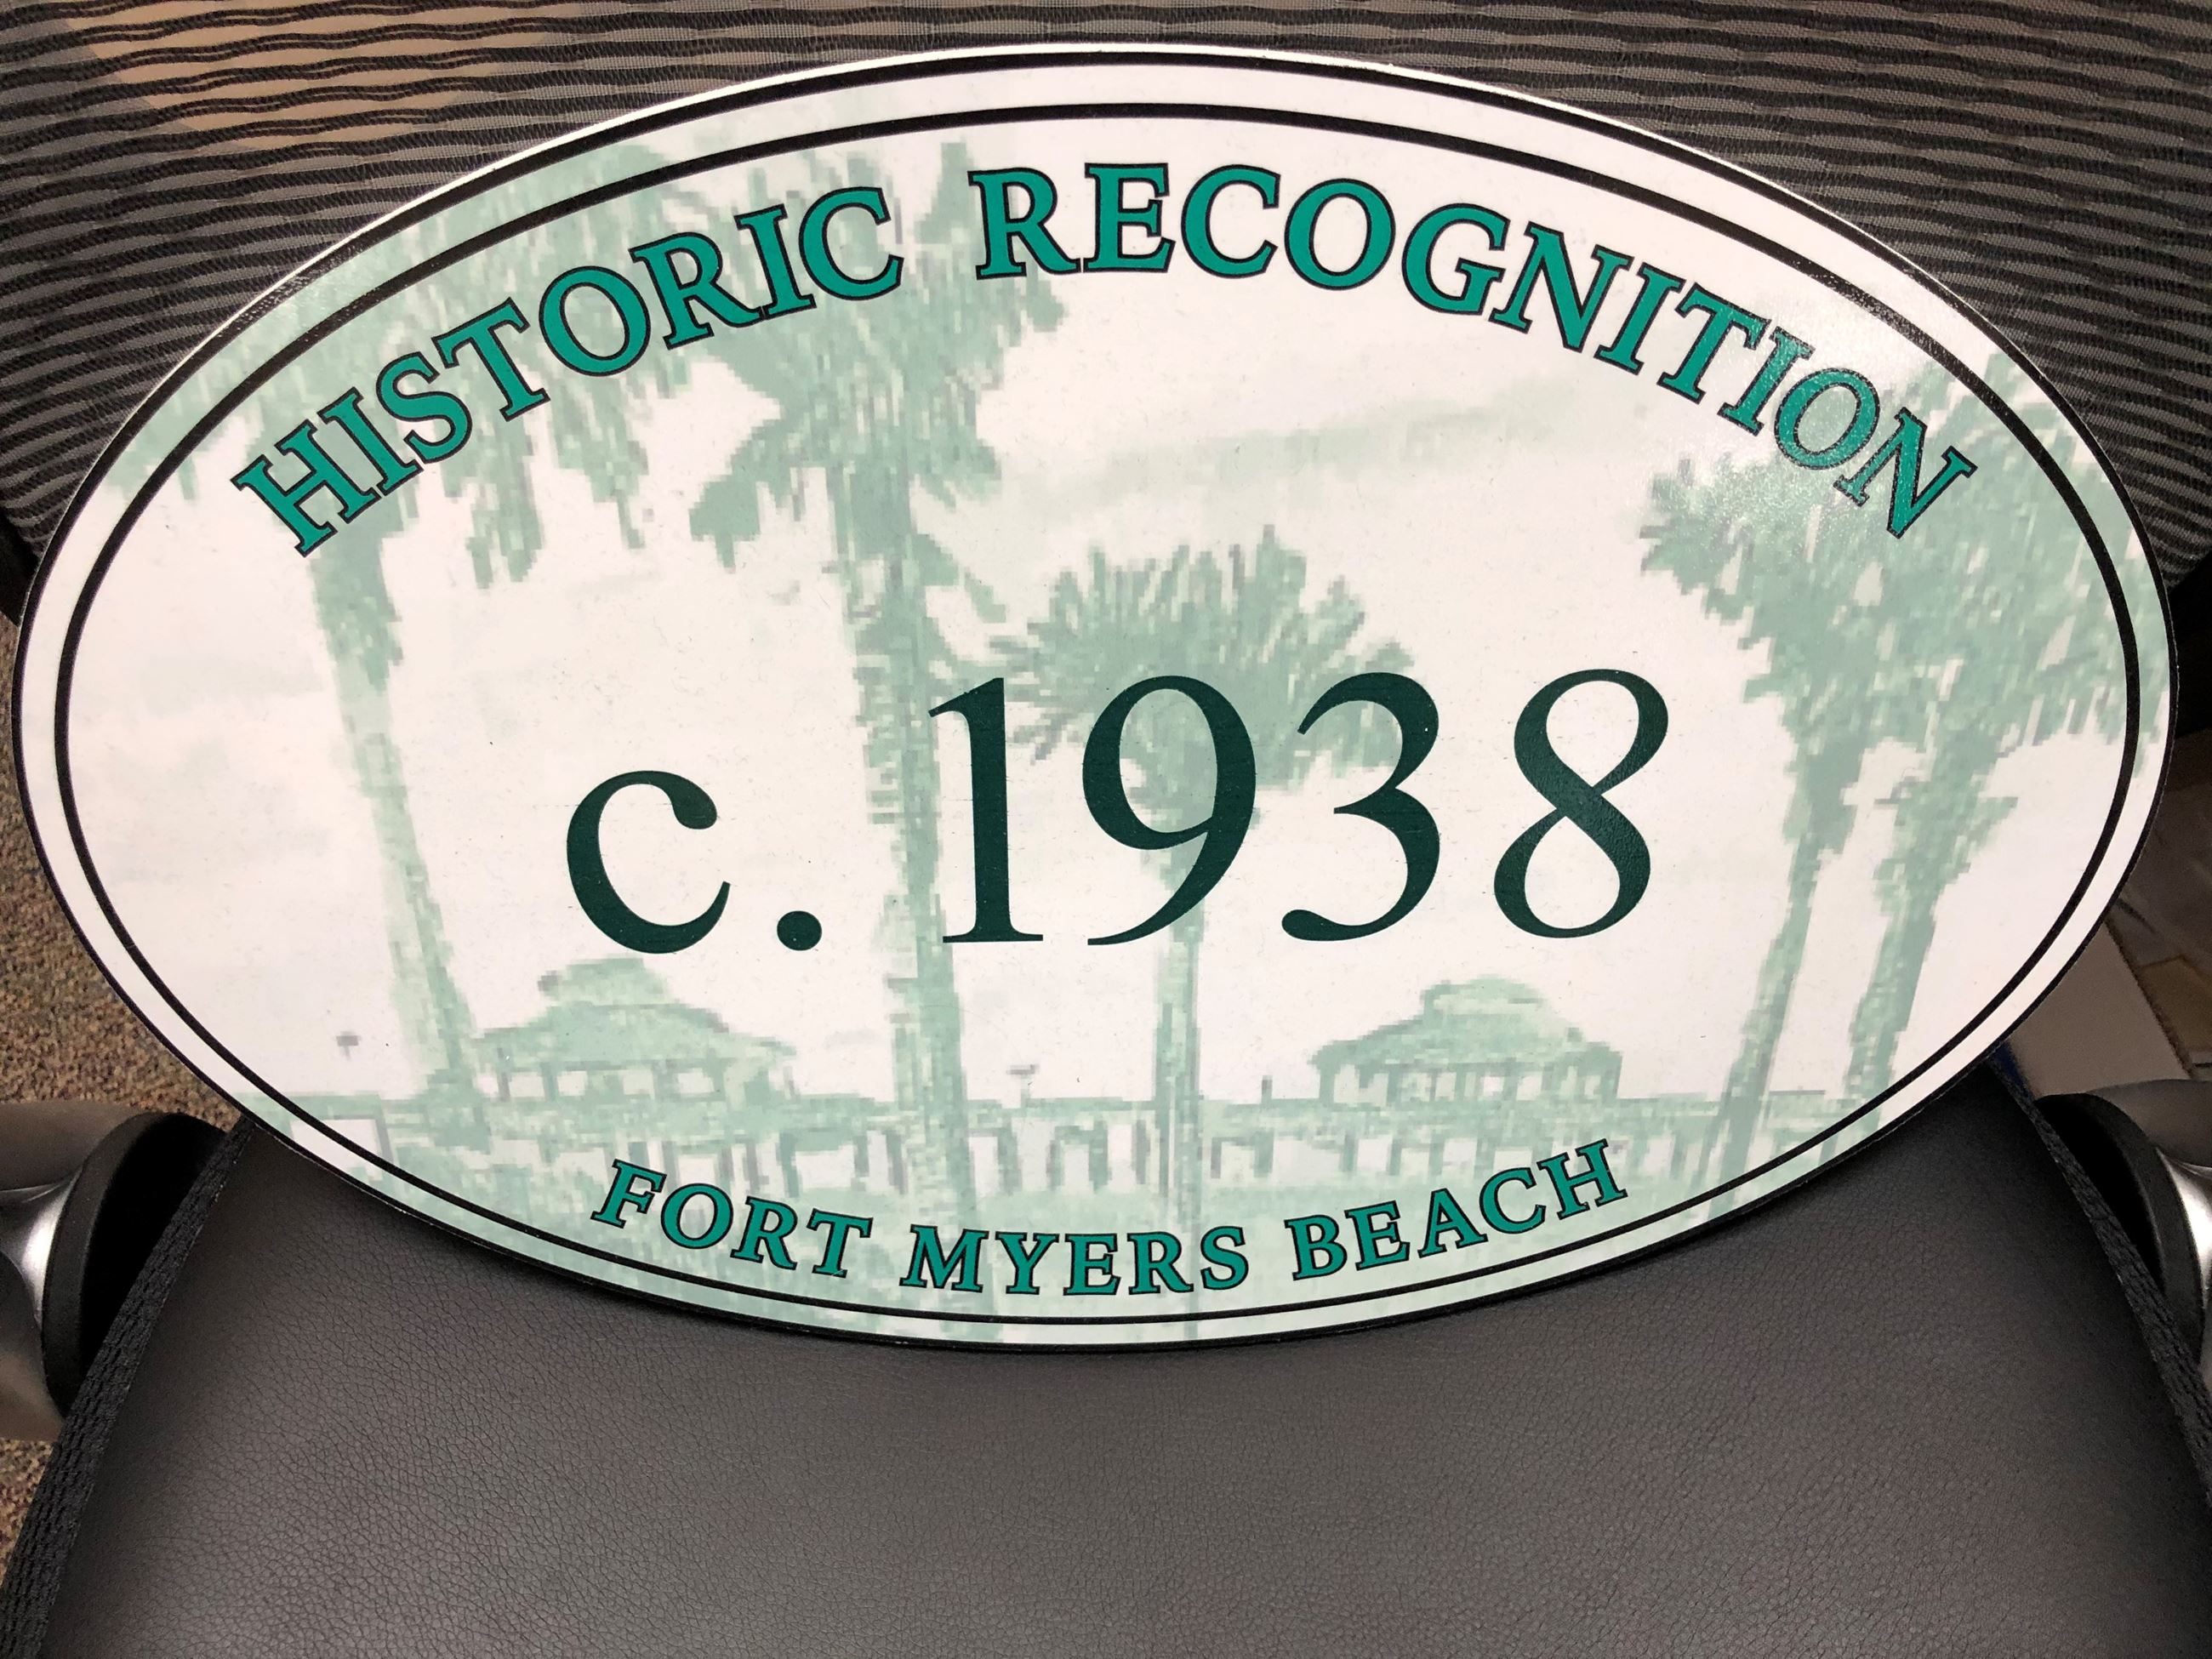 HISTORIC RECOGNITION
c. 1938
FORT MYERS BEACH